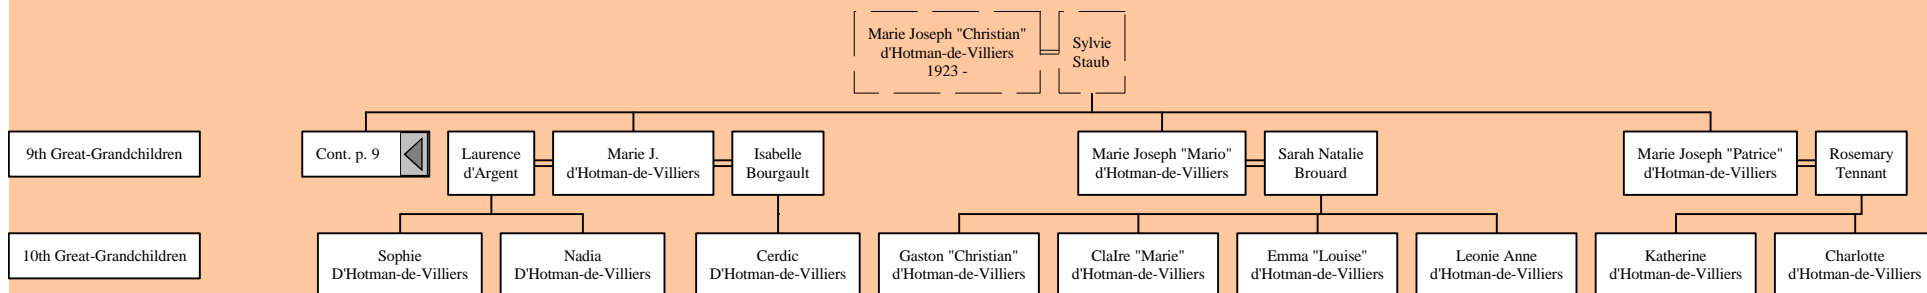 Marie Joseph "Christian"
d'Hotman-de-Villiers
1923 -
Sylvie
Staub
9th Great-Grandchildren
Cont. p. 9
Laurence
d'Argent
Marie J.
d'Hotman-de-Villiers
Isabelle
Bourgault
Marie Joseph "Mario"
d'Hotman-de-Villiers
Sarah Natalie
Brouard
Marie Joseph "Patrice"
d'Hotman-de-Villiers
Rosemary
Tennant
10th Great-Grandchildren
Sophie
D'Hotman-de-Villiers
Nadia
D'Hotman-de-Villiers
Cerdic
D'Hotman-de-Villiers
Gaston "Christian"
d'Hotman-de-Villiers
ClaIre "Marie"
d'Hotman-de-Villiers
Emma "Louise"
d'Hotman-de-Villiers
Leonie Anne
d'Hotman-de-Villiers
Katherine
d'Hotman-de-Villiers
Charlotte
d'Hotman-de-Villiers